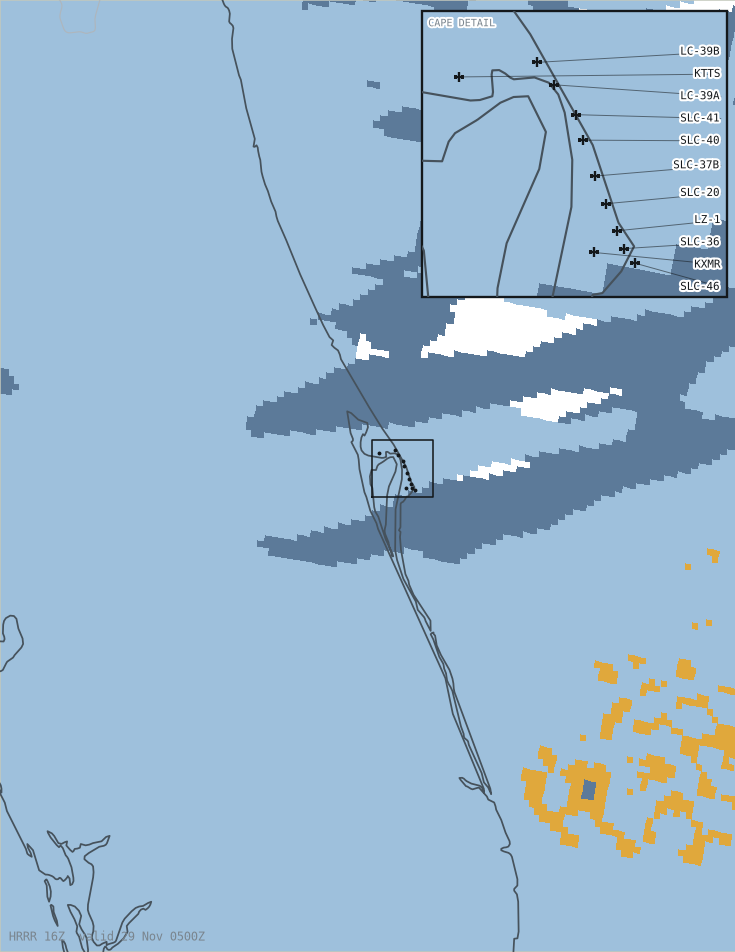 CAPE DETAIL
LC-39B
KTTS
LC-39A
SLC-41
SLC-40
SLC-37B
SLC-20
LZ-1
SLC-36
KXMR
SLC-46
HRRR 16Z  valid 29 Nov 0500Z